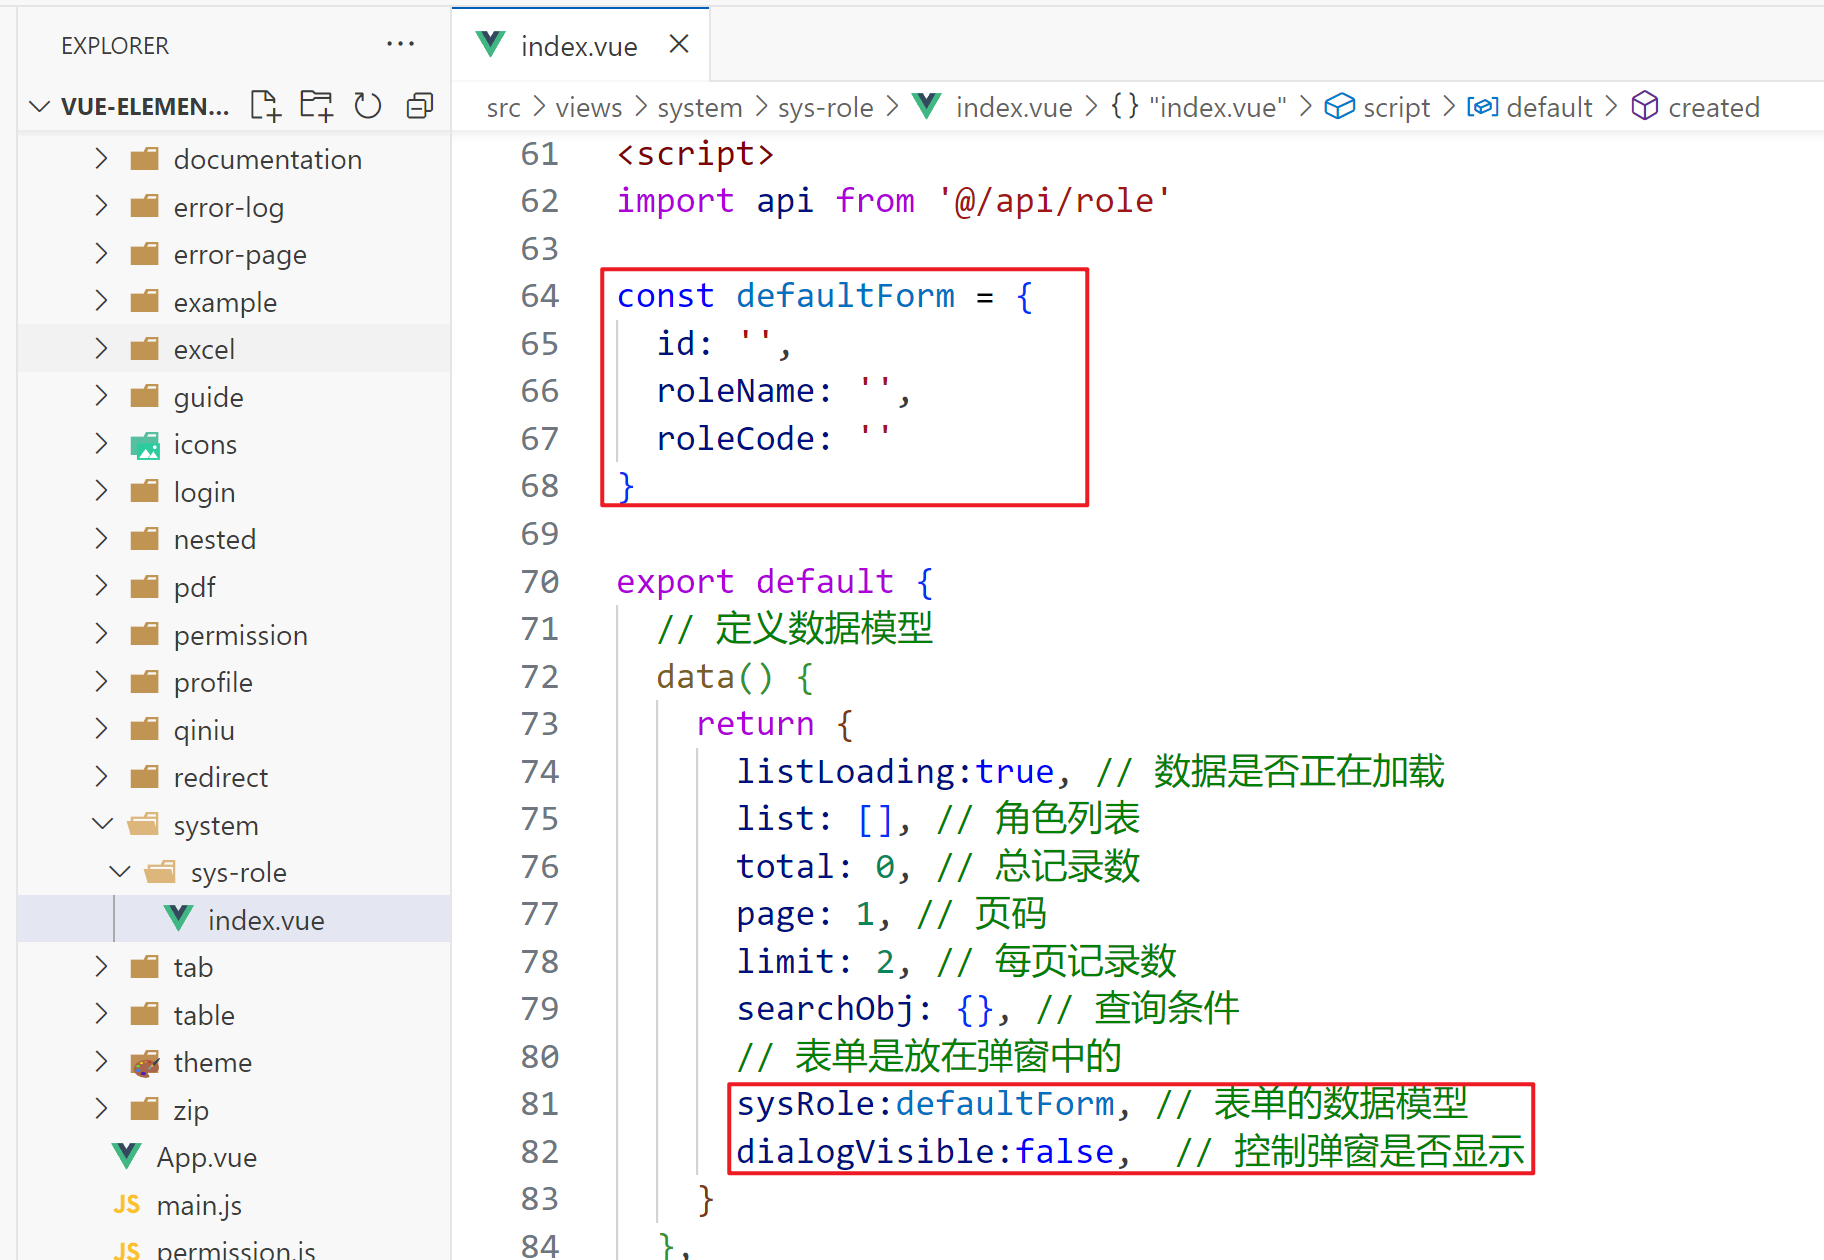 EXPLORER
VUE-ELEMEN...
documentation
error-log
error-page
example
excel
guide
icons
login
nested
pdf
permission
profile
qiniu
redirect
system
sys-role
index.vue
tab
table
theme
zip
App.vue
JS main.js
JS permission.js
index.vue
src > views > system > sys-role > index.vue > {} "index.vue" > script > default > created
61 <script>
62 import api from '@/api/role'
63
64 const defaultForm = {
65 id: '',
66 roleName: '',
67 roleCode: ''
68 }
69
70 export default {
71 // 定义数据模型
72 data() {
73 return {
74 listLoading:true, // 数据是否正在加载
75 list: [], // 角色列表
76 total: 0, // 总记录数
77 page: 1, // 页码
78 limit: 2, // 每页记录数
79 searchObj: {}, // 查询条件
80 // 表单是放在弹窗中的
81 sysRole:defaultForm, // 表单的数据模型
82 dialogVisible:false, // 控制弹窗是否显示
83 }
84 },